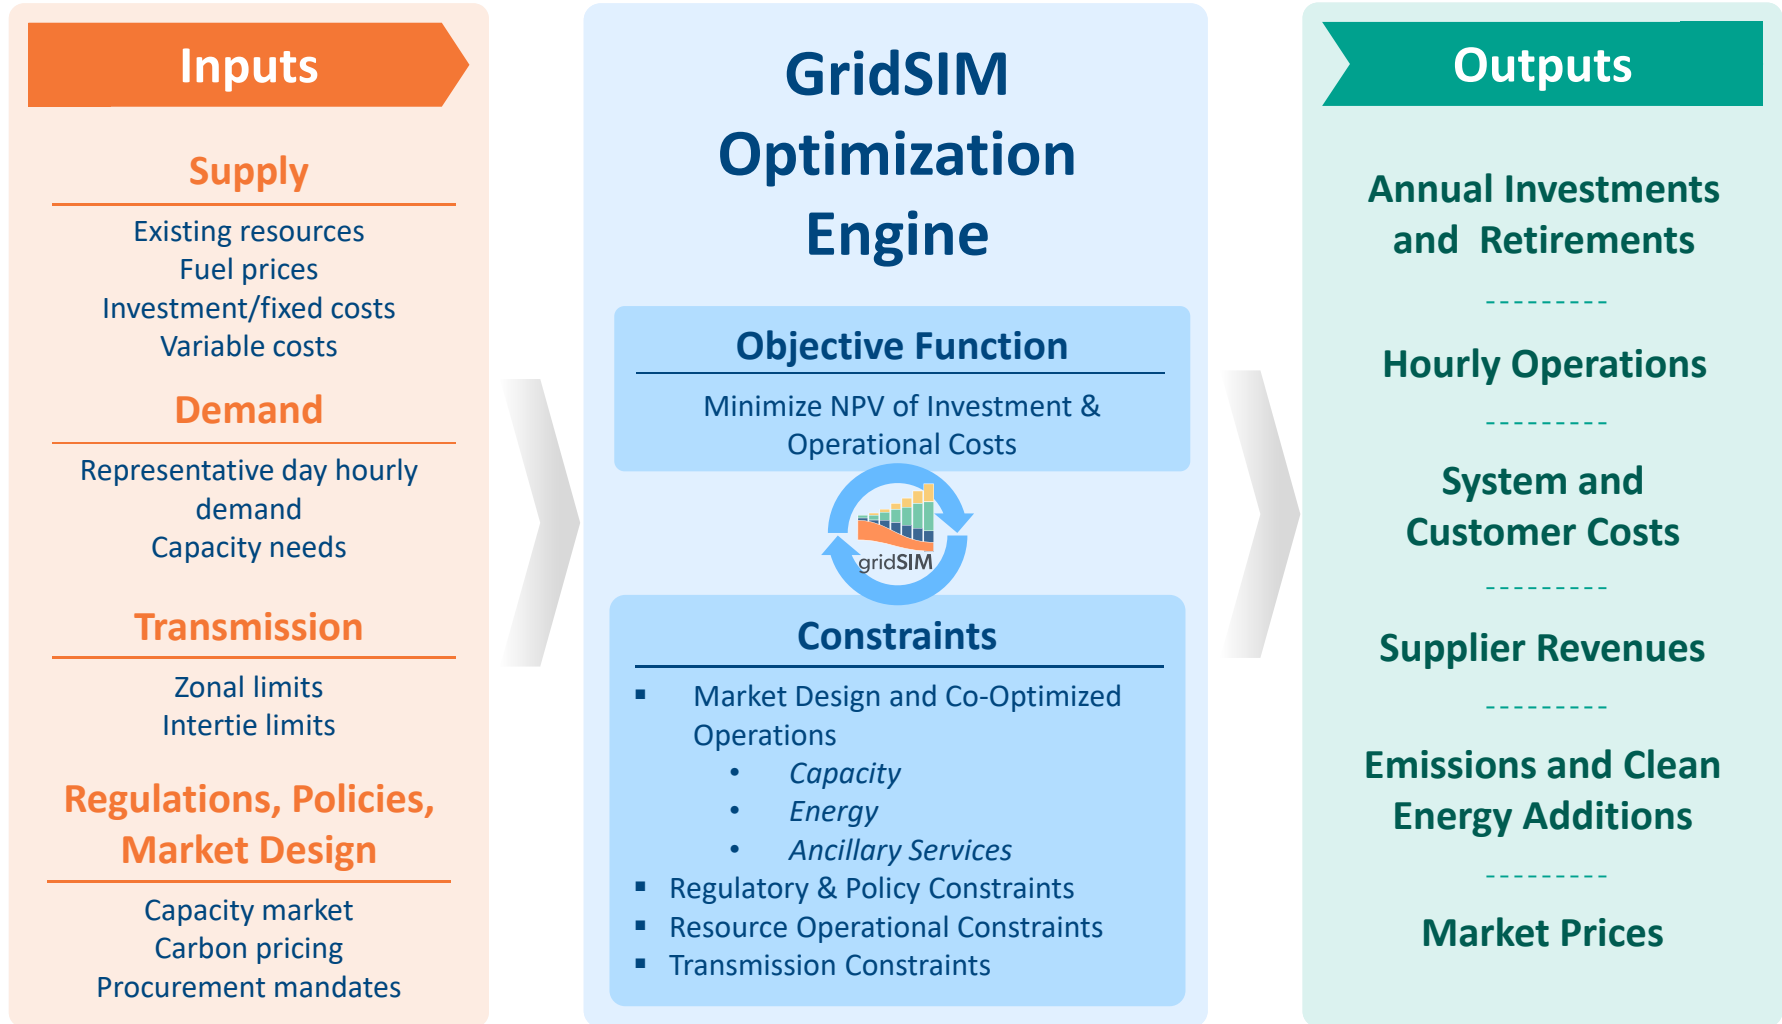 Inputs
Supply
Existing resources
Fuel prices
Investment/fixed costs
Variable costs
Demand
Representative day hourly
demand
Capacity needs
Transmission
Zonal limits
Intertie limits
Regulations, Policies,
Market Design
Capacity market
Carbon pricing
Procurement mandates
GridSIM
Optimization
Engine
Objective Function
Minimize NPV of Investment &
Operational Costs
gridSIM
Constraints
▪ Market Design and Co-Optimized
Operations
• Capacity
• Energy
• Ancillary Services
▪ Regulatory & Policy Constraints
▪ Resource Operational Constraints
▪ Transmission Constraints
Outputs
Annual Investments
and Retirements
Hourly Operations
System and
Customer Costs
Supplier Revenues
Emissions and Clean
Energy Additions
Market Prices